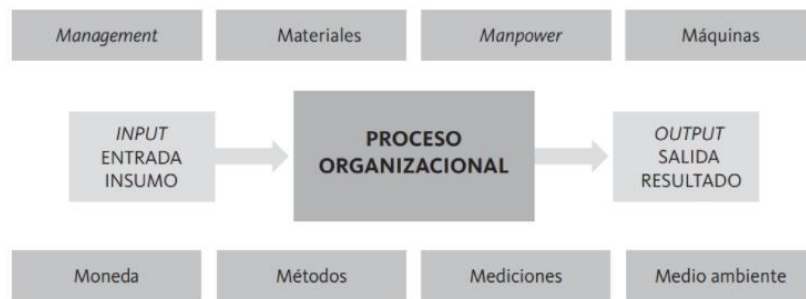 Management
Materiales
Manpower
Máquinas
INPUT
ENTRADA
INSUMO
PROCESO
ORGANIZACIONAL
OUTPUT
SALIDA
RESULTADO
Moneda
Métodos
Mediciones
Medio ambiente